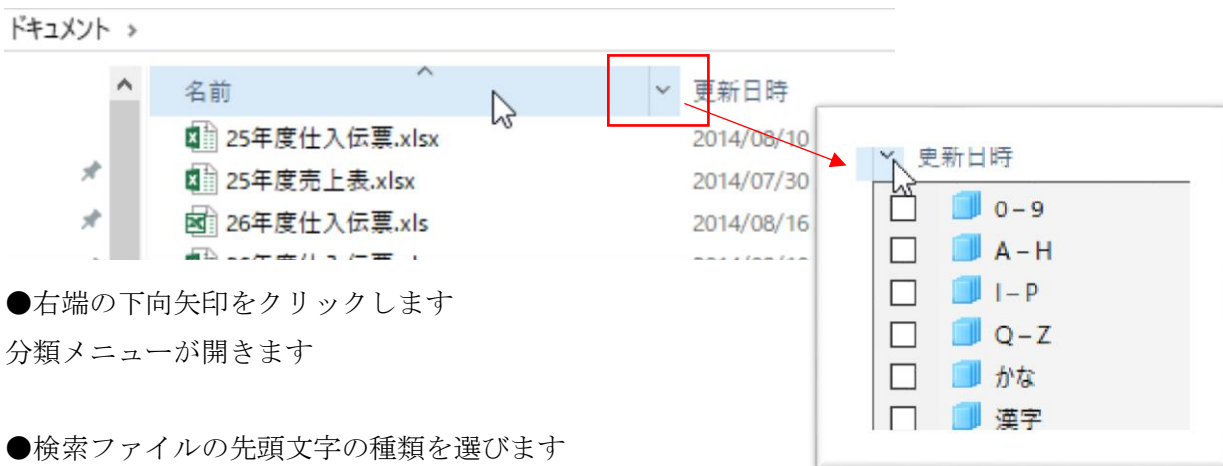 ドキュメント >
名前
更新日時
25年度仕入伝票.xlsx
2014/08/10
25年度売上表.xlsx
2014/07/30
26年度仕入伝票.xls
2014/08/16
更新日時
0 – 9
A – H
I – P
Q – Z
かな
漢字
●右端の下向矢印をクリックします
分類メニューが開きます
●検索ファイルの先頭文字の種類を選びます